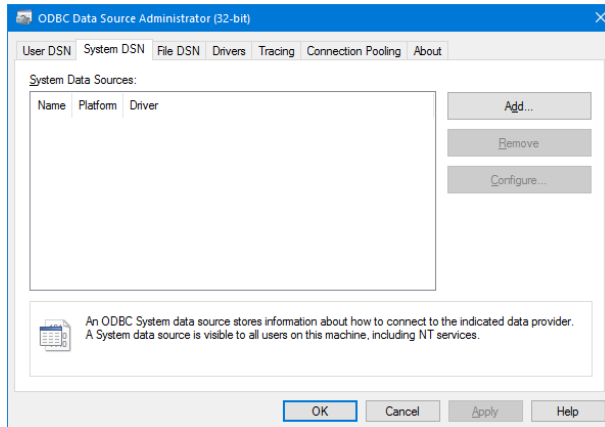 ODBC Data Source Administrator (32-bit)
User DSN System DSN File DSN Drivers Tracing Connection Pooling About
System Data Sources:
Name Platform Driver
Add...
Remove
Configure...
An ODBC System data source stores information about how to connect to the indicated data provider.
A System data source is visible to all users on this machine, including NT services.
OK Cancel Apply Help